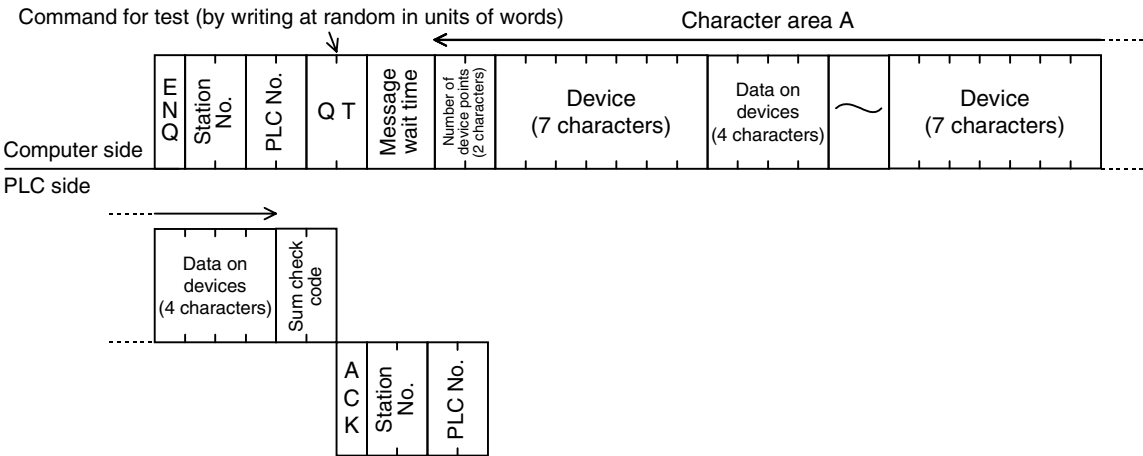 Command for test (by writing at random in units of words)
Character area A
E
N
Q
Station
No.
PLC No.
Q T
Message
wait time
Number of
device points
(2 characters)
Device
(7 characters)
Data on
devices
(4 characters)
Device
(7 characters)
Computer side
PLC side
Data on
devices
(4 characters)
Sum check
code
A
C
K
Station
No.
PLC No.